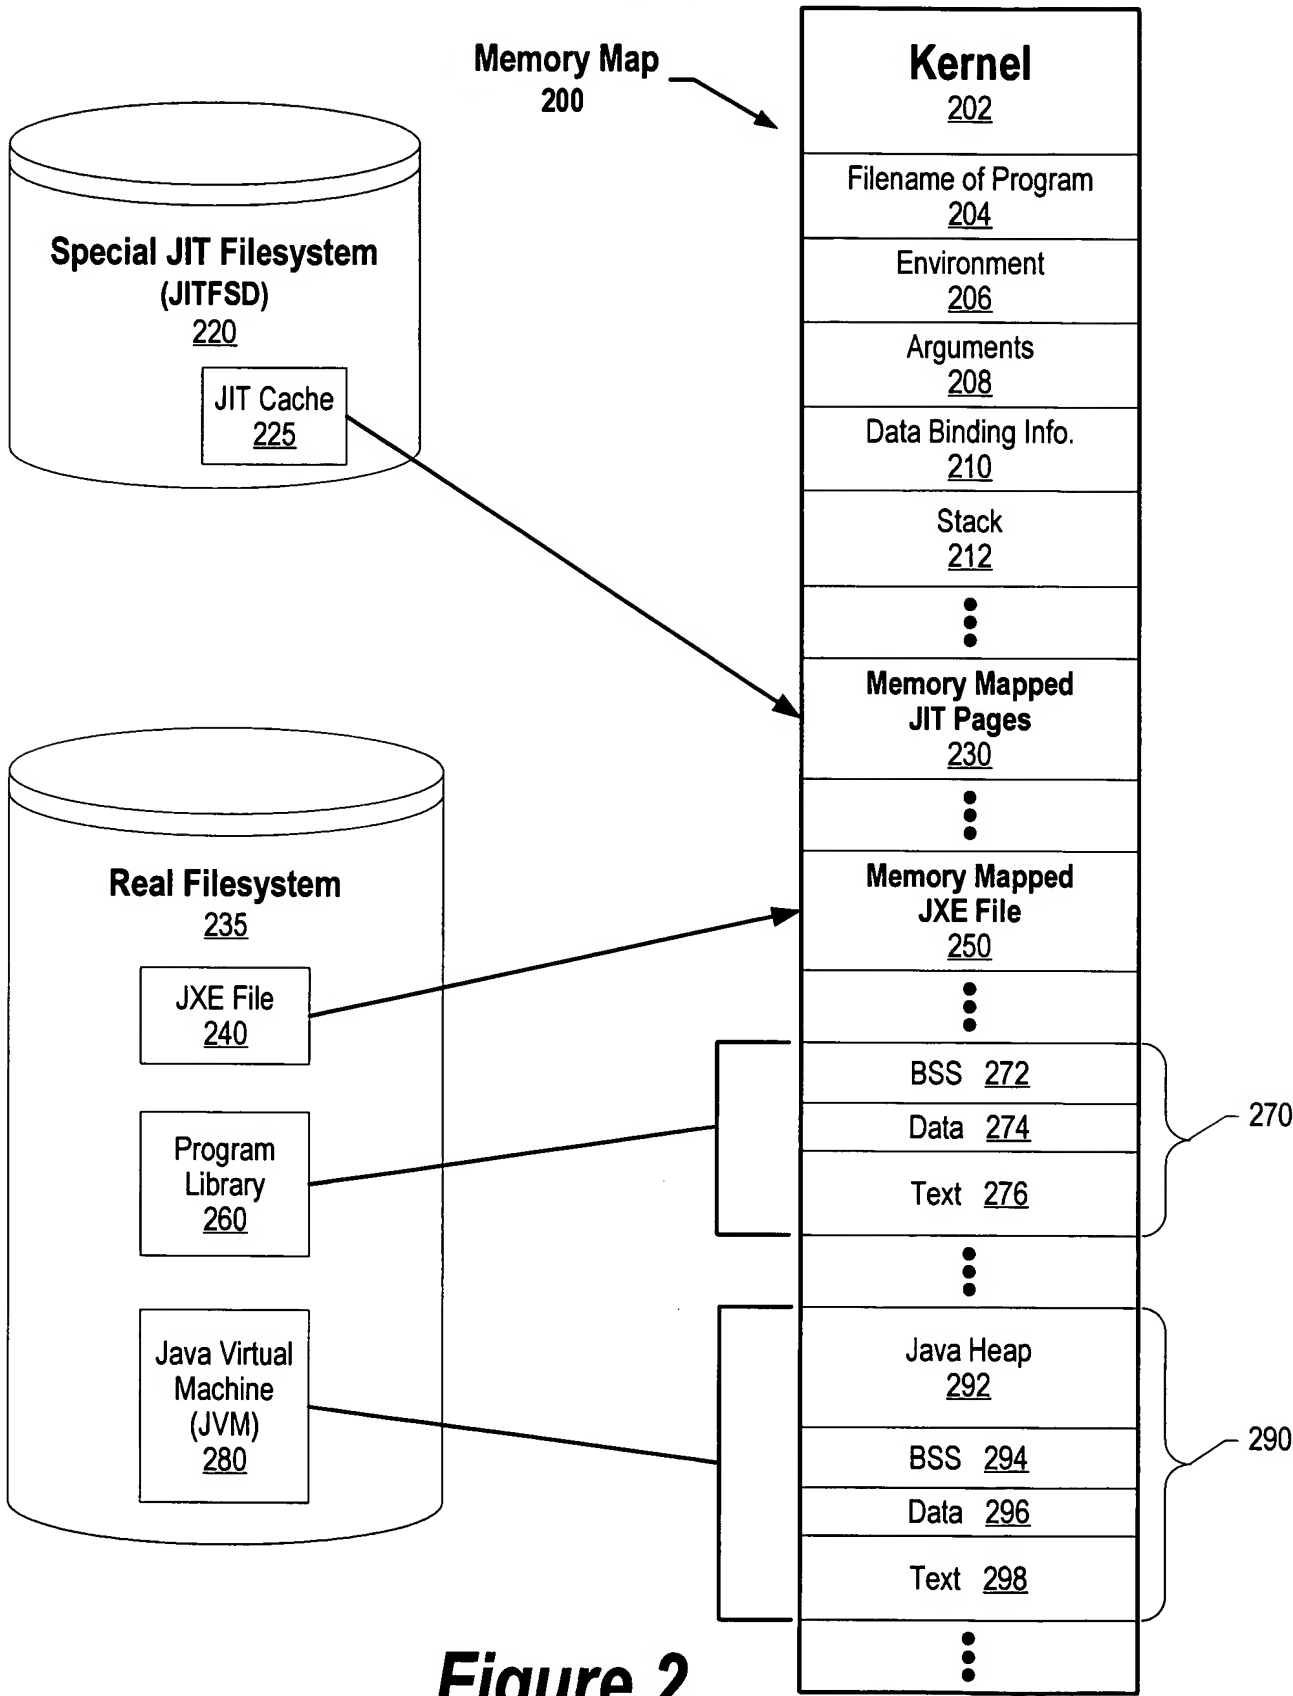 Memory Map
200
Kernel
202
Filename of Program
204
Environment
206
Arguments
208
Data Binding Info.
210
Stack
212
Special JIT Filesystem
(JITFSD)
220
JIT Cache
225
Memory Mapped
JIT Pages
230
Real Filesystem
235
Memory Mapped
JXE File
250
JXE File
240
BSS 272
Data 274
Text 276
270
Program
Library
260
Java Heap
292
BSS 294
Data 296
Text 298
290
Java Virtual
Machine
(JVM)
280
Figure 2